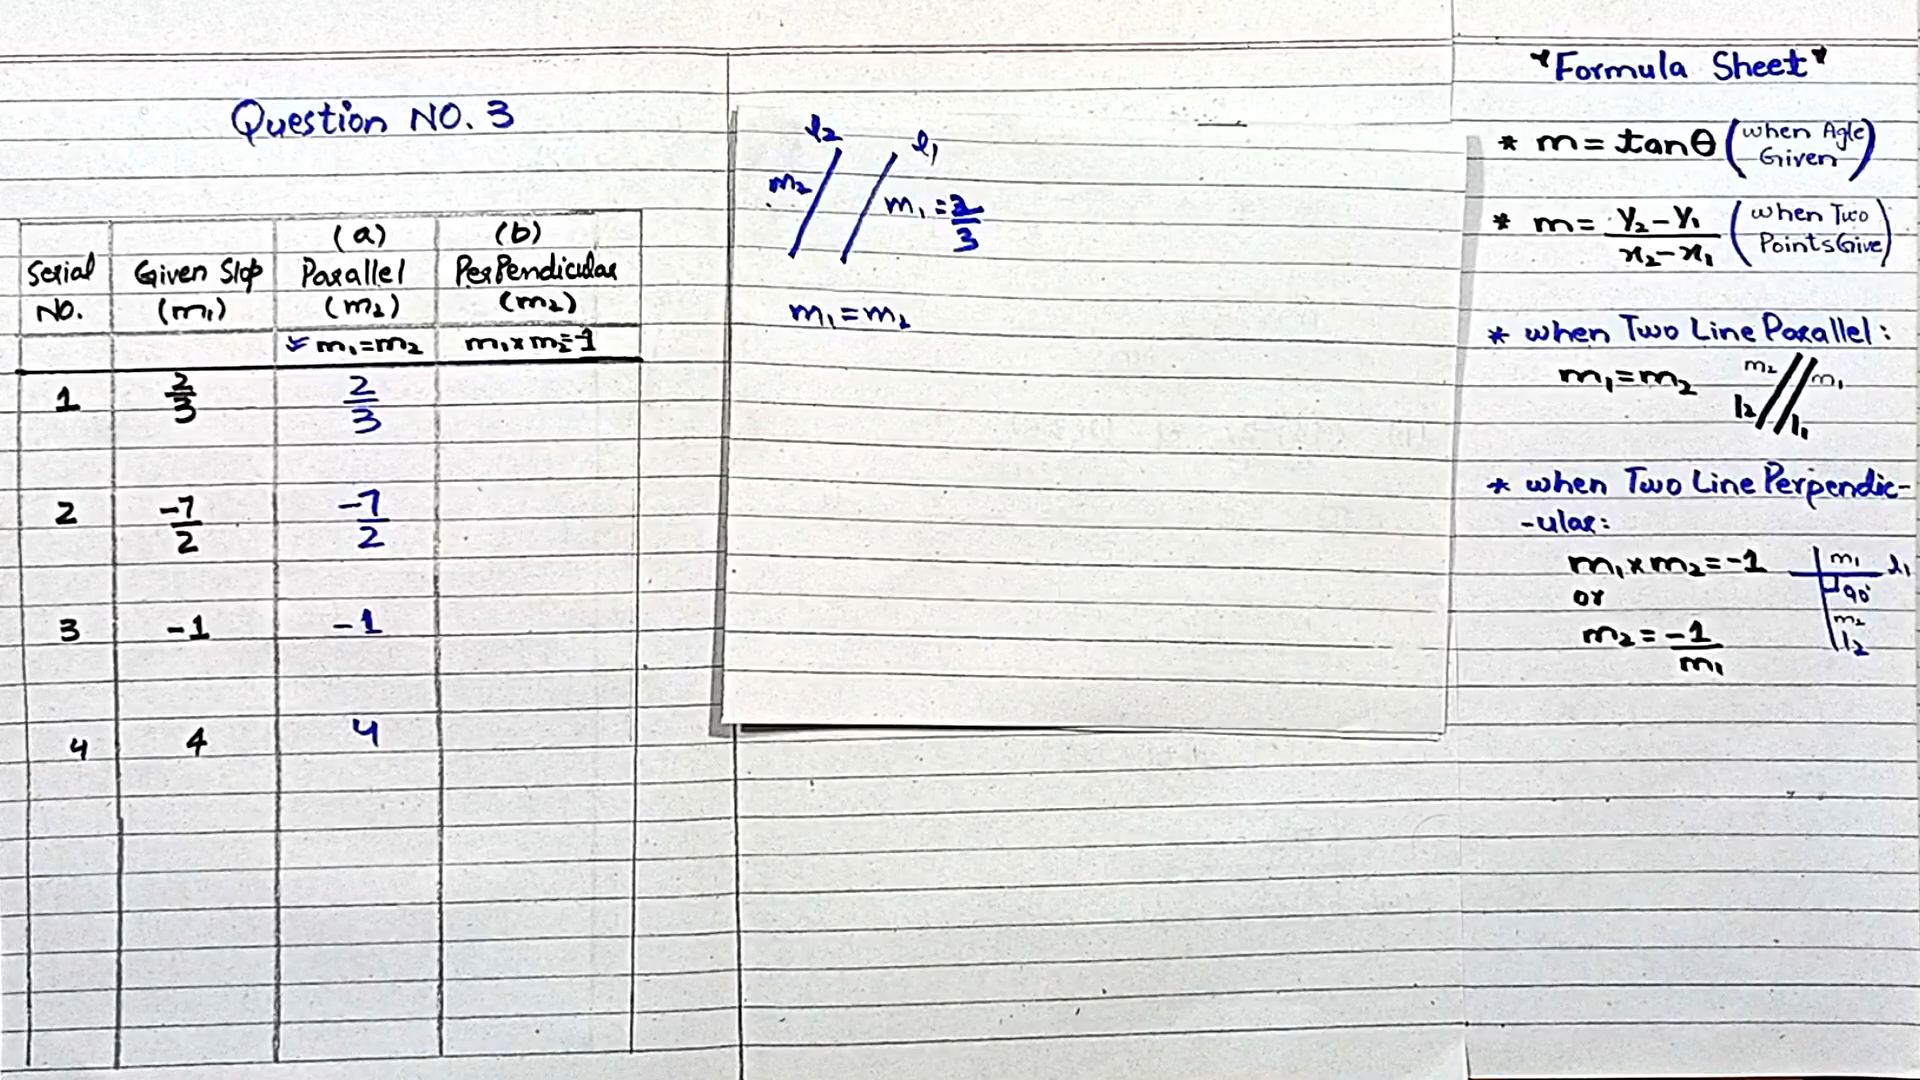 Question NO. 3
Serial NO. | Given Slop (m₁) | (a) Parallel (m₂) | (b) PerPendicular (m₂)
m₁=m₂ | m₁×m₂=-1
1 | 2/3 | 2/3
2 | -7/2 | -7/2
3 | -1 | -1
4 | 4 | 4
l₂ l₁
m₂ m₁ = 2/3
m₁=m₂
"Formula Sheet"
* m = tanθ (when Agle Given)
* m = Y₂-Y₁/x₂-x₁ (when Two Points Give)
* when Two Line Parallel:
m₁=m₂ m₂ m₁
l₂ l₁
* when Two Line Perpendic-
-ular:
m₁×m₂=-1 m₁ l₁
or 90°
m₂ = -1/m₁ m₂
l₂